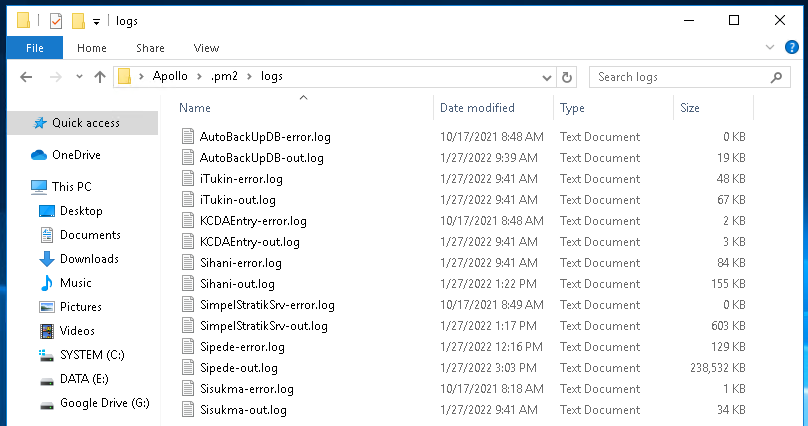 logs
File Home Share View
Apollo .pm2 logs Search logs
Name Date modified Type Size
Quick access
OneDrive
This PC
Desktop
Documents
Downloads
Music
Pictures
Videos
SYSTEM (C:)
DATA (E:)
Google Drive (G:)
AutoBackUpDB-error.log 10/17/2021 8:48 AM Text Document 0 KB
AutoBackUpDB-out.log 1/27/2022 9:39 AM Text Document 19 KB
iTukin-error.log 1/27/2022 9:41 AM Text Document 48 KB
iTukin-out.log 1/27/2022 9:41 AM Text Document 67 KB
KCDAEntry-error.log 10/17/2021 8:48 AM Text Document 2 KB
KCDAEntry-out.log 1/27/2022 9:41 AM Text Document 3 KB
Sihani-error.log 1/27/2022 9:41 AM Text Document 84 KB
Sihani-out.log 1/27/2022 1:22 PM Text Document 155 KB
SimpelStratikSrv-error.log 10/17/2021 8:49 AM Text Document 0 KB
SimpelStratikSrv-out.log 1/27/2022 1:17 PM Text Document 603 KB
Sipede-error.log 1/27/2022 12:16 PM Text Document 129 KB
Sipede-out.log 1/27/2022 3:03 PM Text Document 238,532 KB
Sisukma-error.log 10/17/2021 8:18 AM Text Document 1 KB
Sisukma-out.log 1/27/2022 9:41 AM Text Document 34 KB